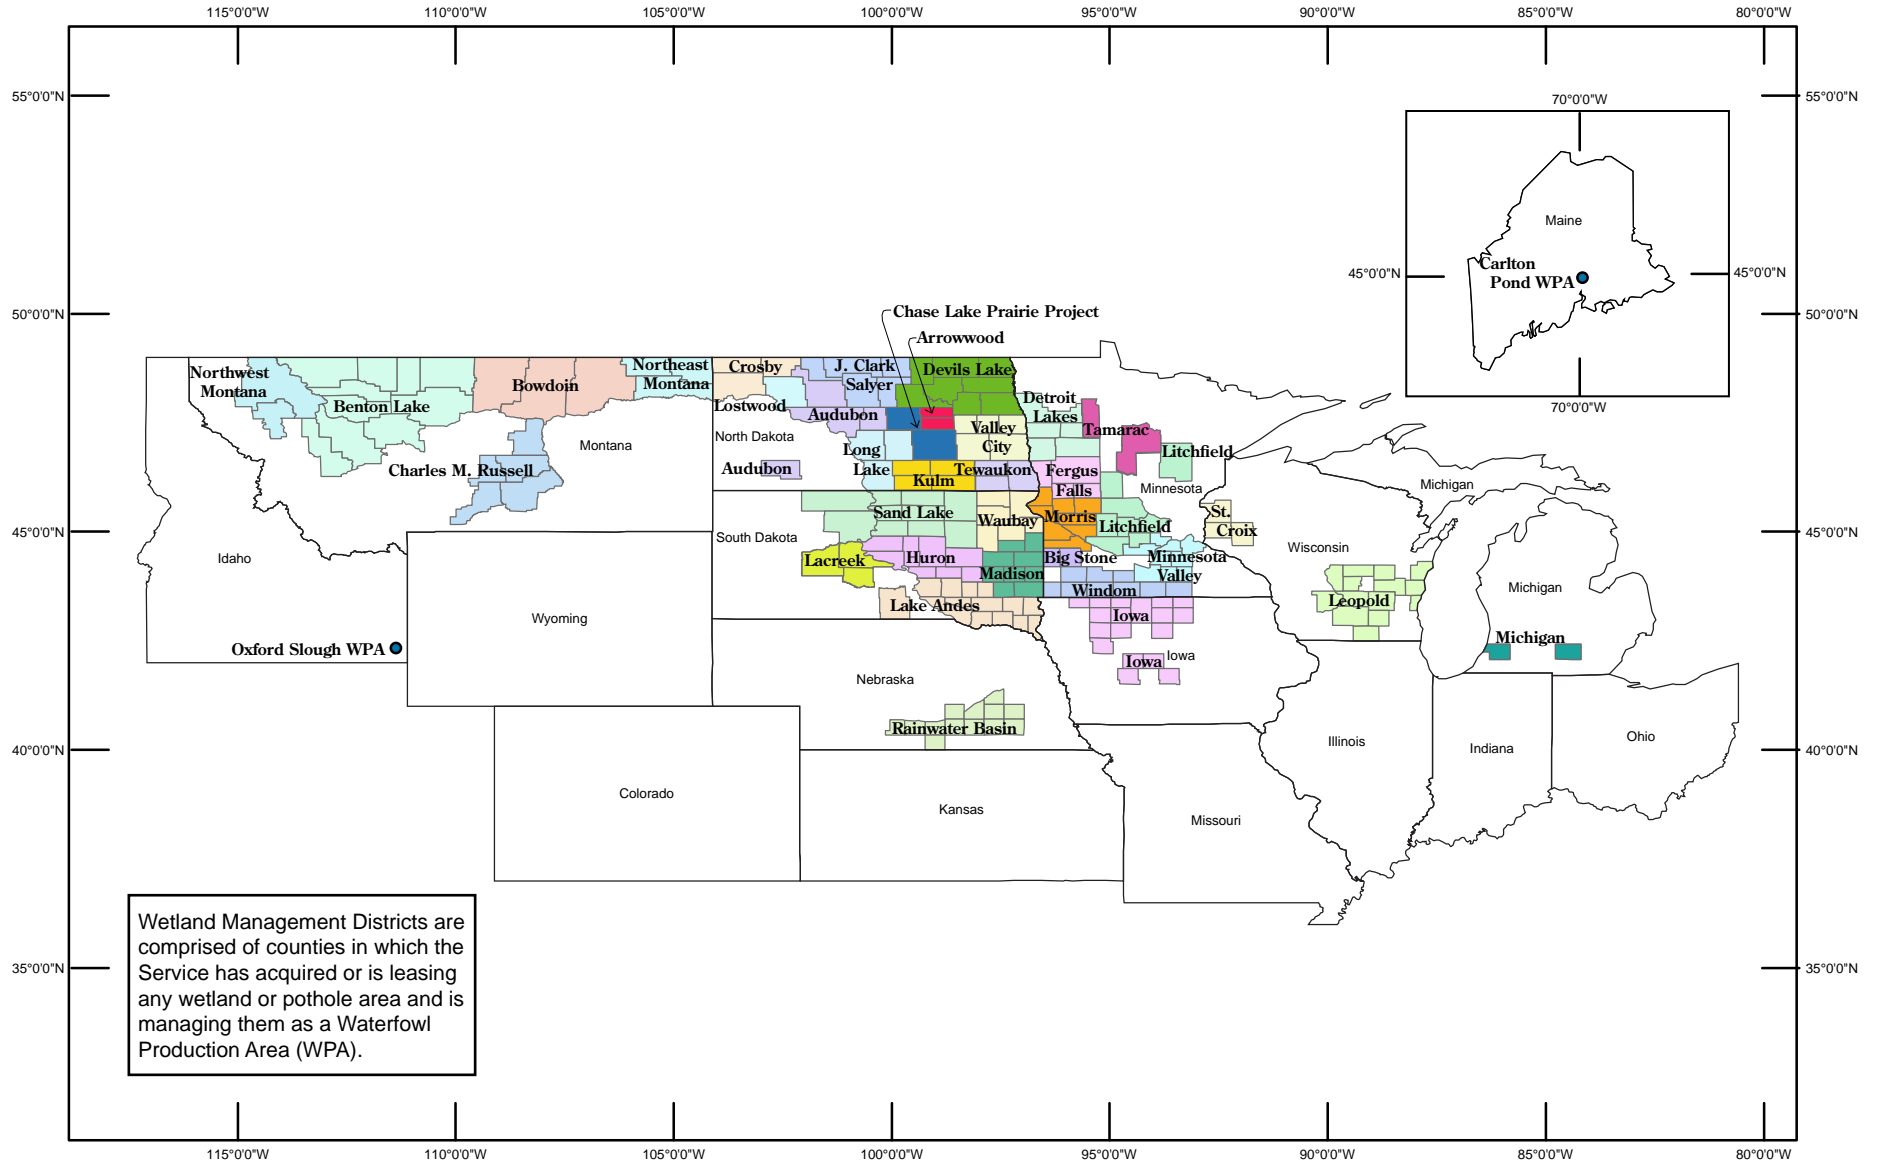 115°0'0"W 110°0'0"W 105°0'0"W 100°0'0"W 95°0'0"W 90°0'0"W 85°0'0"W 80°0'0"W
55°0'0"N
55°0'0"N
70°0'0"W
Maine
45°0'0"N
45°0'0"N
Carlton
Pond WPA
70°0'0"W
50°0'0"N
50°0'0"N
Chase Lake Prairie Project
Arrowwood
Northwest
Montana
Benton Lake
Bowdoin
Northeast
Montana
Crosby
J. Clark
Salyer
Devils Lake
Lostwood
Audubon
Detroit
Lakes
Tamarac
Litchfield
Charles M. Russell
Montana
North Dakota
Audubon
Long
Lake
Valley
City
Kulm
Tewaukon
Fergus
Falls
Minnesota
Michigan
45°0'0"N
45°0'0"N
Idaho
South Dakota
Sand Lake
Waubay
Morris
Litchfield
St.
Croix
Wisconsin
Lacreek
Huron
Madison
Big Stone
Minnesota
Valley
Windom
Leopold
Michigan
Michigan
Wyoming
Lake Andes
Iowa
Iowa
Iowa
Oxford Slough WPA
Nebraska
Rainwater Basin
40°0'0"N
40°0'0"N
Illinois
Indiana
Ohio
Colorado
Kansas
Missouri
Wetland Management Districts are
comprised of counties in which the
Service has acquired or is leasing
any wetland or pothole area and is
managing them as a Waterfowl
Production Area (WPA).
35°0'0"N
35°0'0"N
115°0'0"W 110°0'0"W 105°0'0"W 100°0'0"W 95°0'0"W 90°0'0"W 85°0'0"W 80°0'0"W